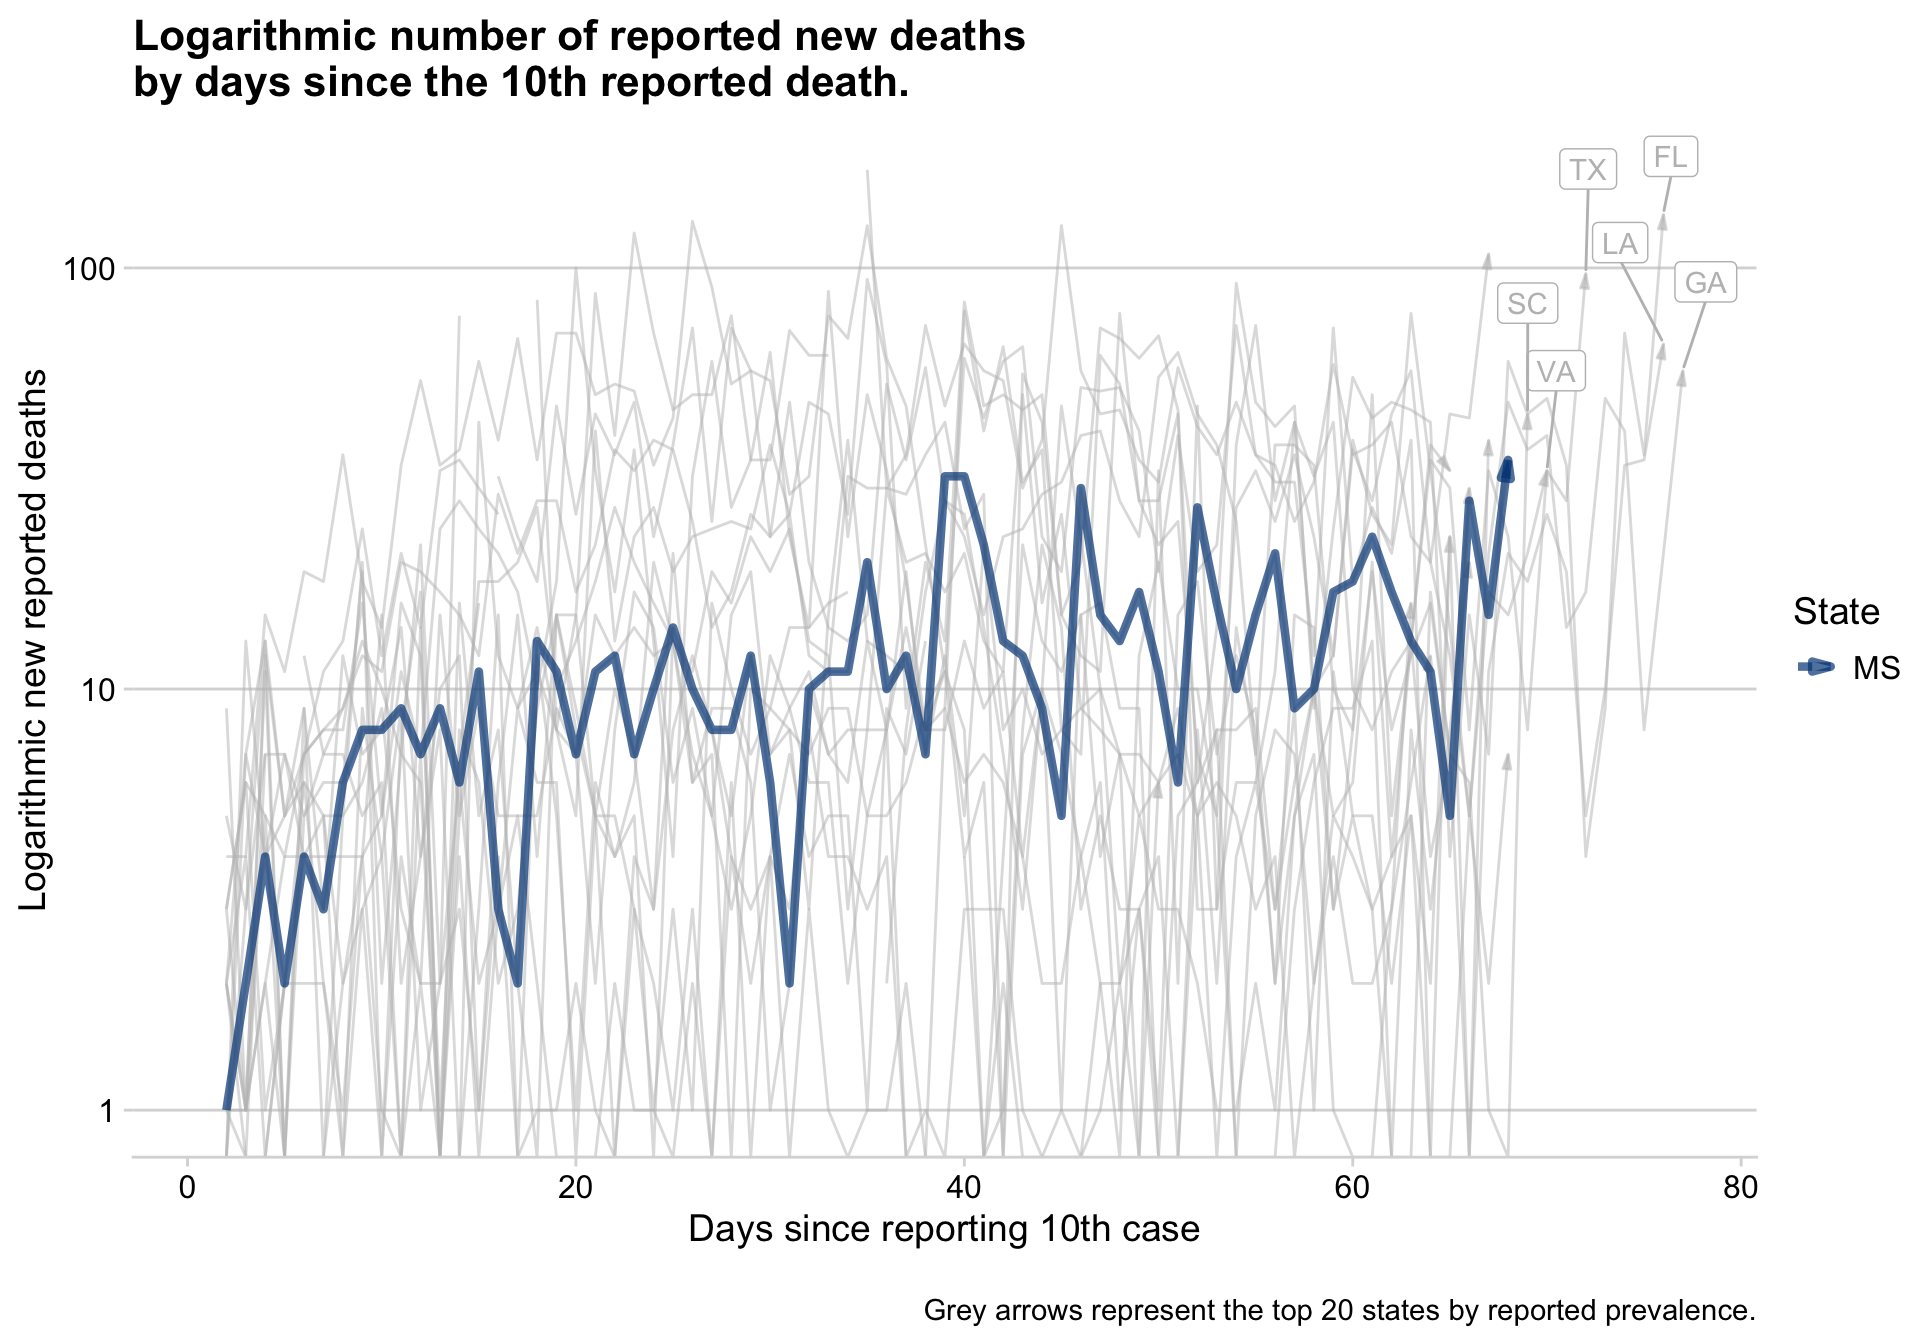 Logarithmic number of reported new deaths
by days since the 10th reported death.
Logarithmic new reported deaths
100
10
1
TX
FL
LA
GA
SC
VA
State
MS
0
20
40
60
80
Days since reporting 10th case
Grey arrows represent the top 20 states by reported prevalence.